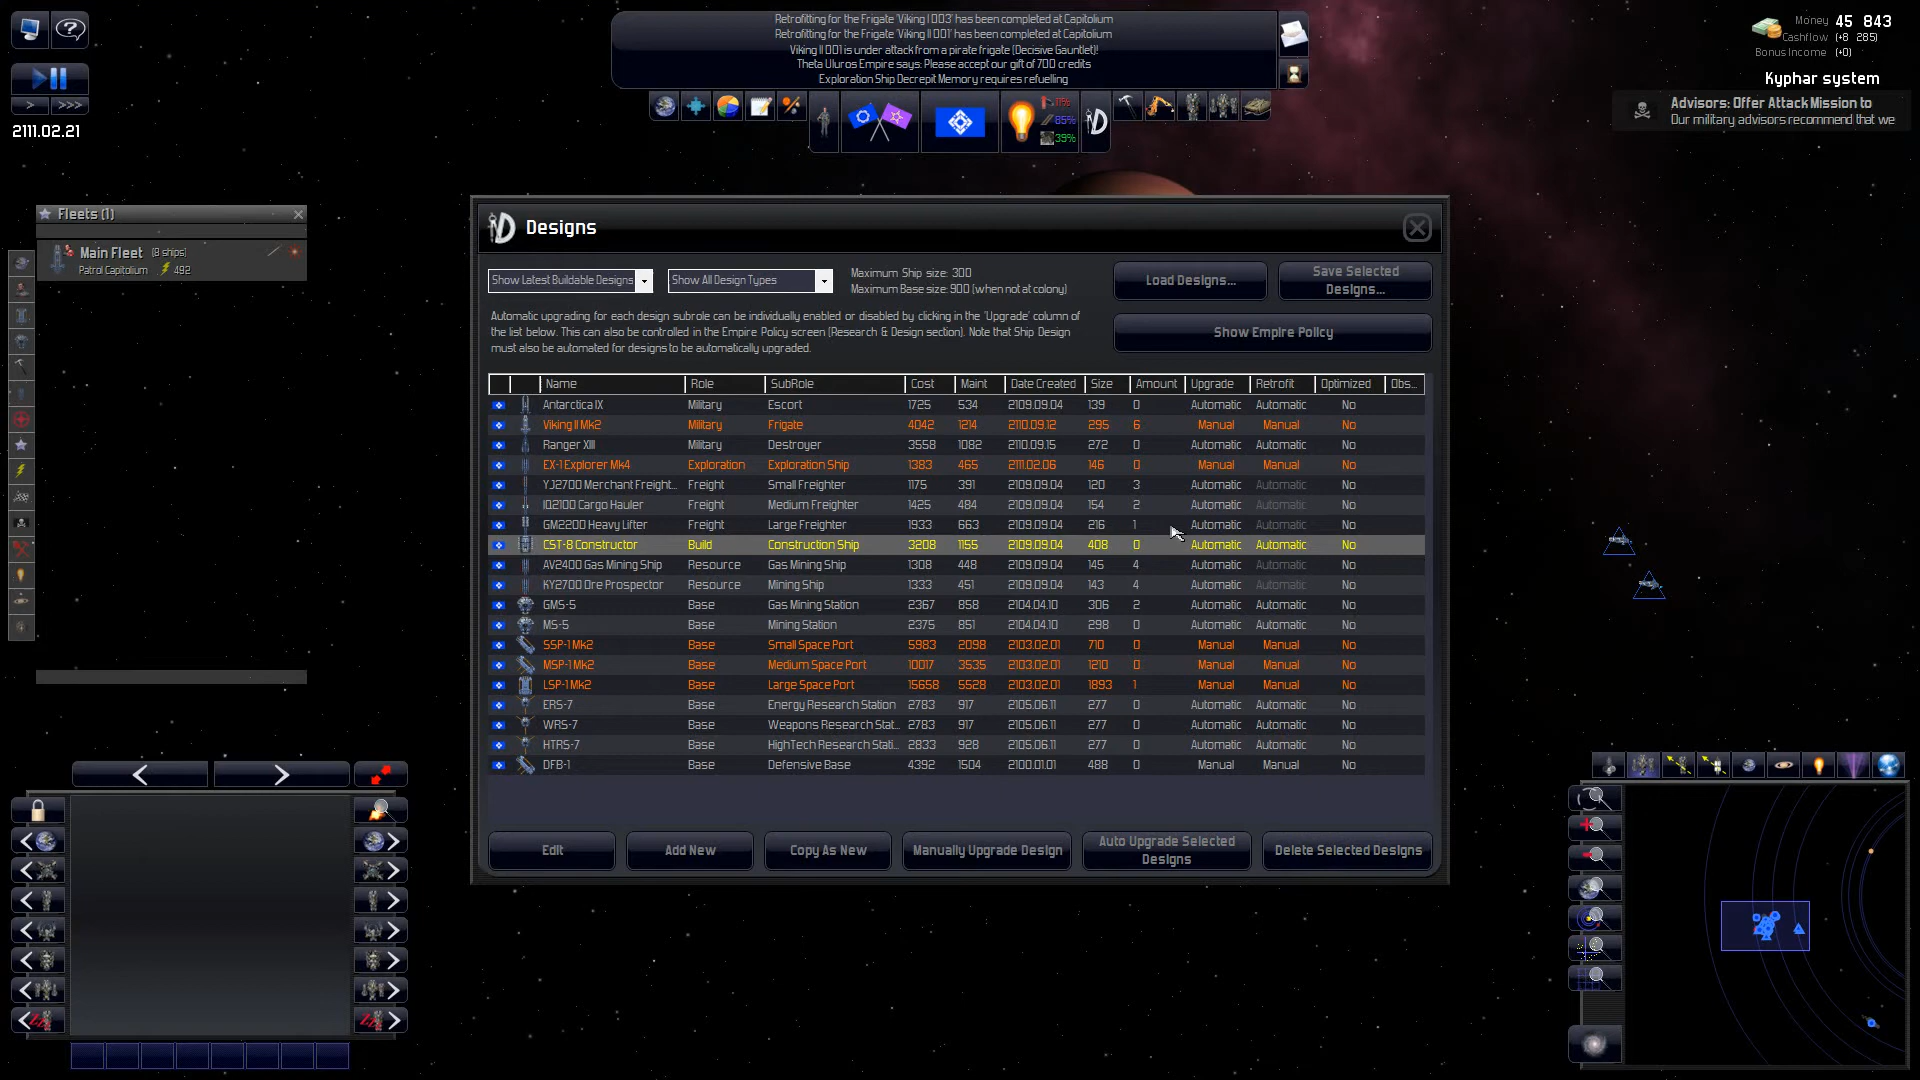 Retrofitting for the Frigate 'Viking I 003' has been completed at Capitolium
Retrofitting for the Frigate 'Viking II 001' has been completed at Capitolium
Viking II 001 is under attack from a pirate frigate (Decisive Gauntlet)!
Theta Uluros Empire says: Please accept our gift of 700 credits
Exploration Ship Decrepit Memory requires refuelling
Money 45 843
Cashflow (+8 285)
Bonus Income (+0)
Kyphar system
Advisors: Offer Attack Mission to
Our military advisors recommend that we
2111.02.21
11%
85%
39%
Fleets (1)
Main Fleet (8 ships)
Patrol Capitolium 492
Designs
Show Latest Buildable Designs
Show All Design Types
Maximum Ship size: 300
Maximum Base size: 900 (when not at colony)
Load Designs...
Save Selected Designs...
Automatic upgrading for each design subrole can be individually enabled or disabled by clicking in the 'Upgrade' column of
the list below. This can also be controlled in the Empire Policy screen (Research & Design section). Note that Ship Design
must also be automated for designs to be automatically upgraded.
Show Empire Policy
Name Role SubRole Cost Maint Date Created Size Amount Upgrade Retrofit Optimized Obs...
Antarctica IX Military Escort 1725 534 2109.09.04 139 0 Automatic Automatic No
Viking II Mk2 Military Frigate 4042 1214 2110.09.12 295 6 Manual Manual No
Ranger XIII Military Destroyer 3558 1082 2110.09.15 272 0 Automatic Automatic No
EX-1 Explorer Mk4 Exploration Exploration Ship 1383 465 2111.02.06 146 0 Manual Manual No
YJ2700 Merchant Freight... Freight Small Freighter 1175 391 2109.09.04 120 3 Automatic Automatic No
IQ2100 Cargo Hauler Freight Medium Freighter 1425 484 2109.09.04 154 2 Automatic Automatic No
GM2200 Heavy Lifter Freight Large Freighter 1933 663 2109.09.04 216 1 Automatic Automatic No
CST-8 Constructor Build Construction Ship 3208 1155 2109.09.04 408 0 Automatic Automatic No
AV2400 Gas Mining Ship Resource Gas Mining Ship 1308 448 2109.09.04 145 4 Automatic Automatic No
KY2700 Ore Prospector Resource Mining Ship 1333 451 2109.09.04 143 4 Automatic Automatic No
GMS-5 Base Gas Mining Station 2367 858 2104.04.10 306 2 Automatic Automatic No
MS-5 Base Mining Station 2375 851 2104.04.10 298 0 Automatic Automatic No
SSP-1 Mk2 Base Small Space Port 5983 2098 2103.02.01 710 0 Manual Manual No
MSP-1 Mk2 Base Medium Space Port 10017 3535 2103.02.01 1210 0 Manual Manual No
LSP-1 Mk2 Base Large Space Port 15658 5528 2103.02.01 1893 1 Manual Manual No
ERS-7 Base Energy Research Station 2783 917 2105.06.11 277 0 Automatic Automatic No
WRS-7 Base Weapons Research Stat... 2783 917 2105.06.11 277 0 Automatic Automatic No
HTRS-7 Base HighTech Research Stati... 2833 928 2105.06.11 277 0 Automatic Automatic No
DFB-1 Base Defensive Base 4392 1504 2100.01.01 488 0 Manual Manual No
Edit
Add New
Copy As New
Manually Upgrade Design
Auto Upgrade Selected Designs
Delete Selected Designs